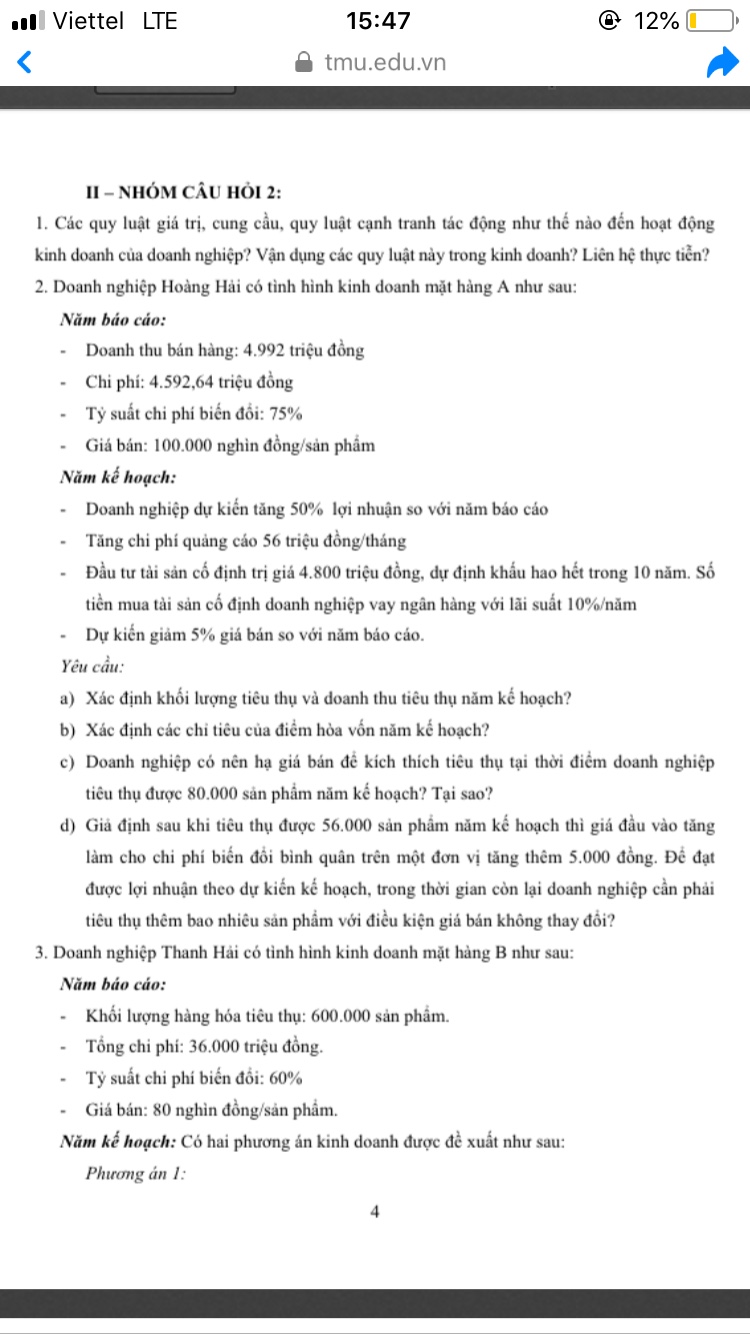 Viettel LTE 15:47 12%
tmu.edu.vn
II – NHÓM CÂU HỎI 2:
1. Các quy luật giá trị, cung cầu, quy luật cạnh tranh tác động như thế nào đến hoạt động
kinh doanh của doanh nghiệp? Vận dụng các quy luật này trong kinh doanh? Liên hệ thực tiễn?
2. Doanh nghiệp Hoàng Hải có tình hình kinh doanh mặt hàng A như sau:
Năm báo cáo:
- Doanh thu bán hàng: 4.992 triệu đồng
- Chi phí: 4.592,64 triệu đồng
- Tỷ suất chi phí biến đổi: 75%
- Giá bán: 100.000 nghìn đồng/sản phẩm
Năm kế hoạch:
- Doanh nghiệp dự kiến tăng 50% lợi nhuận so với năm báo cáo
- Tăng chi phí quảng cáo 56 triệu đồng/tháng
- Đầu tư tài sản cố định trị giá 4.800 triệu đồng, dự định khấu hao hết trong 10 năm. Số
tiền mua tài sản cố định doanh nghiệp vay ngân hàng với lãi suất 10%/năm
- Dự kiến giảm 5% giá bán so với năm báo cáo.
Yêu cầu:
a) Xác định khối lượng tiêu thụ và doanh thu tiêu thụ năm kế hoạch?
b) Xác định các chỉ tiêu của điểm hòa vốn năm kế hoạch?
c) Doanh nghiệp có nên hạ giá bán để kích thích tiêu thụ tại thời điểm doanh nghiệp
tiêu thụ được 80.000 sản phẩm năm kế hoạch? Tại sao?
d) Giả định sau khi tiêu thụ được 56.000 sản phẩm năm kế hoạch thì giá đầu vào tăng
làm cho chi phí biến đổi bình quân trên một đơn vị tăng thêm 5.000 đồng. Để đạt
được lợi nhuận theo dự kiến kế hoạch, trong thời gian còn lại doanh nghiệp cần phải
tiêu thụ thêm bao nhiêu sản phẩm với điều kiện giá bán không thay đổi?
3. Doanh nghiệp Thanh Hải có tình hình kinh doanh mặt hàng B như sau:
Năm báo cáo:
- Khối lượng hàng hóa tiêu thụ: 600.000 sản phẩm.
- Tổng chi phí: 36.000 triệu đồng.
- Tỷ suất chi phí biến đổi: 60%
- Giá bán: 80 nghìn đồng/sản phẩm.
Năm kế hoạch: Có hai phương án kinh doanh được đề xuất như sau:
Phương án 1:
4